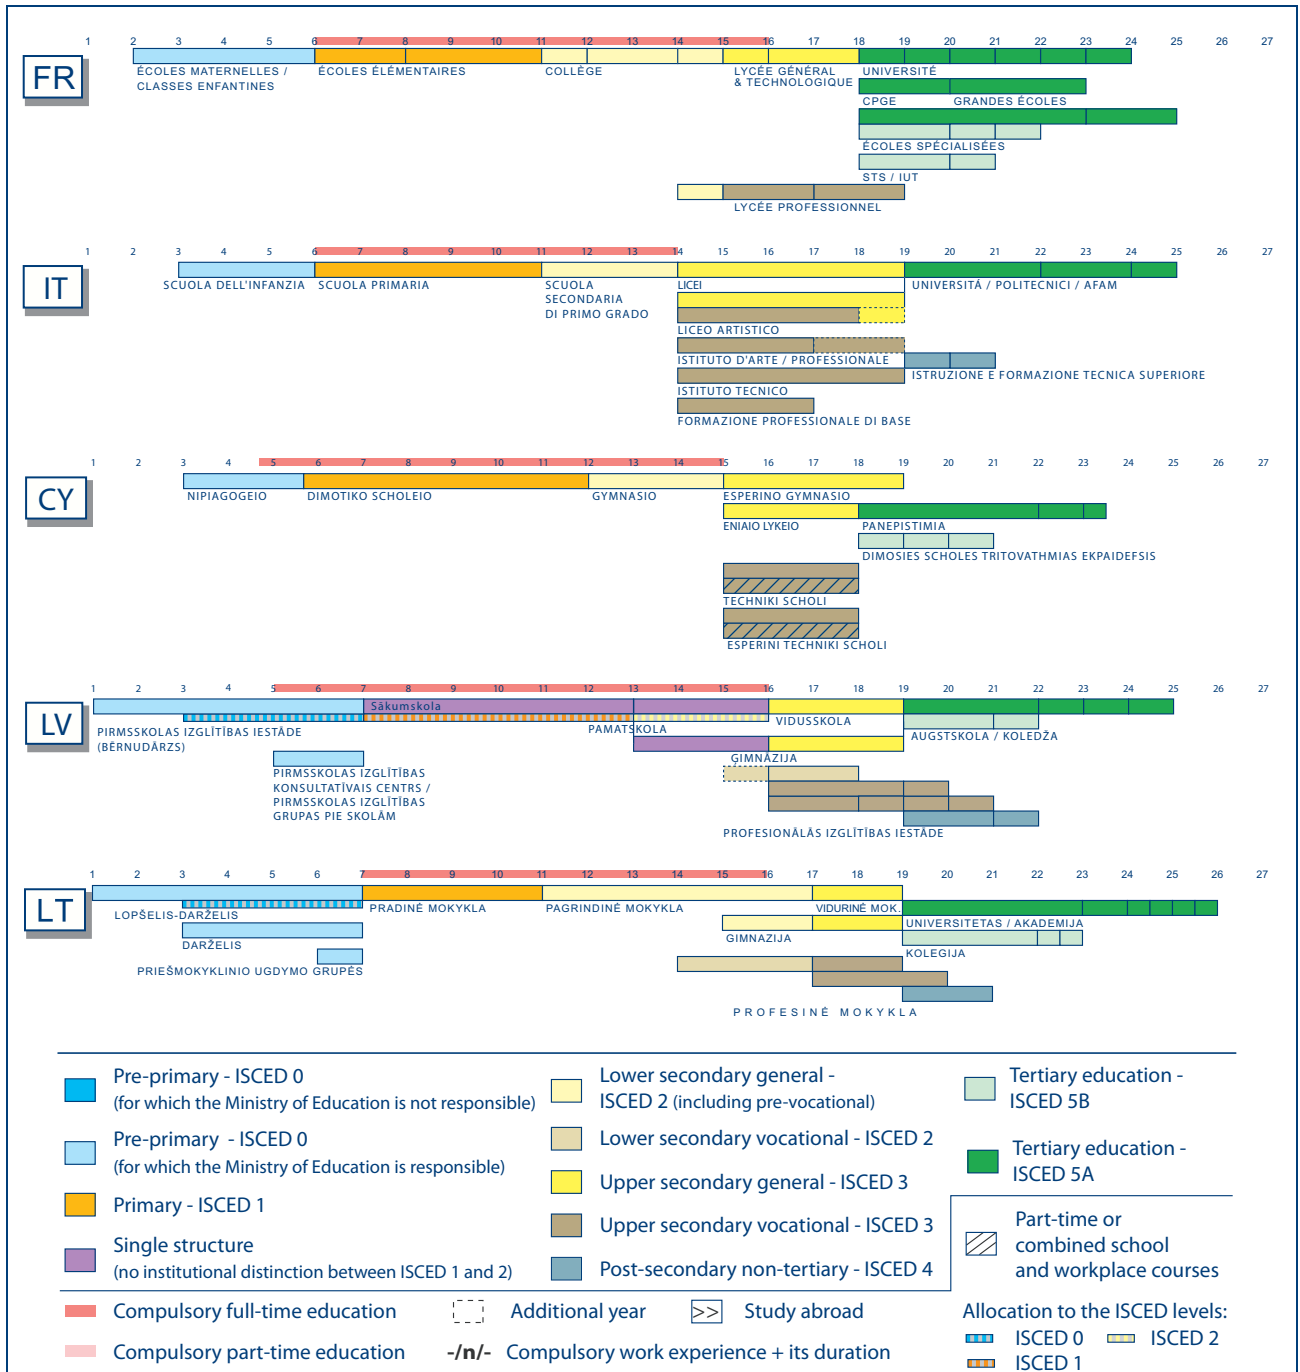 1 2 3 4 5 6 7 8 9 10 11 12 13 14 15 16 17 18 19 20 21 22 23 24 25 26 27
FR
ÉCOLES MATERNELLES /
CLASSES ENFANTINES
ÉCOLES ÉLÉMENTAIRES
COLLÈGE
LYCÉE GÉNÉRAL
& TECHNOLOGIQUE
UNIVERSITÉ
CPGE GRANDES ÉCOLES
ÉCOLES SPÉCIALISÉES
STS / IUT
LYCÉE PROFESSIONNEL
1 2 3 4 5 6 7 8 9 10 11 12 13 14 15 16 17 18 19 20 21 22 23 24 25 26 27
IT
SCUOLA DELL'INFANZIA
SCUOLA PRIMARIA
SCUOLA
SECONDARIA
DI PRIMO GRADO
LICEI
UNIVERSITÁ / POLITECNICI / AFAM
LICEO ARTISTICO
ISTITUTO D'ARTE / PROFESSIONALE
ISTRUZIONE E FORMAZIONE TECNICA SUPERIORE
ISTITUTO TECNICO
FORMAZIONE PROFESSIONALE DI BASE
1 2 3 4 5 6 7 8 9 10 11 12 13 14 15 16 17 18 19 20 21 22 23 24 25 26 27
CY
NIPIAGOGEIO
DIMOTIKO SCHOLEIO
GYMNASIO
ESPERINO GYMNASIO
ENIAIO LYKEIO
PANEPISTIMIA
DIMOSIES SCHOLES TRITOVATHMIAS EKPAIDEFSIS
TECHNIKI SCHOLI
ESPERINI TECHNIKI SCHOLI
1 2 3 4 5 6 7 8 9 10 11 12 13 14 15 16 17 18 19 20 21 22 23 24 25 26 27
LV
Sākumskola
PIRMSSKOLAS IZGLĪTĪBAS IESTĀDE
(BĒRNUDĀRZS)
PAMATSKOLA
VIDUSSKOLA
AUGSTSKOLA / KOLEDŽA
ĢIMNĀZIJA
PIRMSSKOLAS IZGLĪTĪBAS
KONSULTATĪVAIS CENTRS /
PIRMSSKOLAS IZGLĪTĪBAS
GRUPAS PIE SKOLĀM
PROFESIONĀLĀS IZGLĪTĪBAS IESTĀDE
1 2 3 4 5 6 7 8 9 10 11 12 13 14 15 16 17 18 19 20 21 22 23 24 25 26 27
LT
LOPŠELIS-DARŽELIS
PRADINĖ MOKYKLA
PAGRINDINĖ MOKYKLA
VIDURINĖ MOK.
UNIVERSITETAS / AKADEMIJA
DARŽELIS
GIMNAZIJA
KOLEGIJA
PRIEŠMOKYKLINIO UGDYMO GRUPĖS
PROFESINĖ MOKYKLA
Pre-primary - ISCED 0
(for which the Ministry of Education is not responsible)
Pre-primary - ISCED 0
(for which the Ministry of Education is responsible)
Primary - ISCED 1
Single structure
(no institutional distinction between ISCED 1 and 2)
Lower secondary general -
ISCED 2 (including pre-vocational)
Lower secondary vocational - ISCED 2
Upper secondary general - ISCED 3
Upper secondary vocational - ISCED 3
Post-secondary non-tertiary - ISCED 4
Tertiary education -
ISCED 5B
Tertiary education -
ISCED 5A
Part-time or
combined school
and workplace courses
Compulsory full-time education
Additional year
>> Study abroad
Allocation to the ISCED levels:
ISCED 0 ISCED 2
ISCED 1
Compulsory part-time education
-/n/- Compulsory work experience + its duration